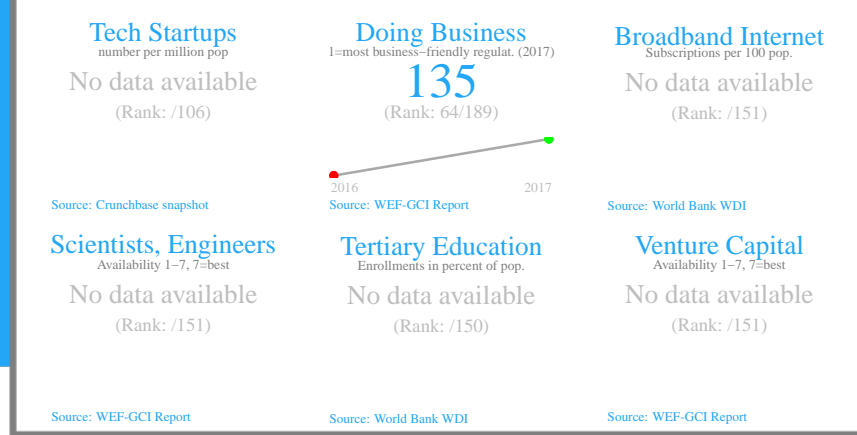 Tech Startups
number per million pop
No data available
(Rank: /106)
Source: Crunchbase snapshot
Doing Business
1=most business−friendly regulat. (2017)
135
(Rank: 64/189)
2016 2017
Source: WEF-GCI Report
Broadband Internet
Subscriptions per 100 pop.
No data available
(Rank: /151)
Source: World Bank WDI
Scientists, Engineers
Availability 1−7, 7=best
No data available
(Rank: /151)
Source: WEF-GCI Report
Tertiary Education
Enrollments in percent of pop.
No data available
(Rank: /150)
Source: World Bank WDI
Venture Capital
Availability 1−7, 7=best
No data available
(Rank: /151)
Source: WEF-GCI Report